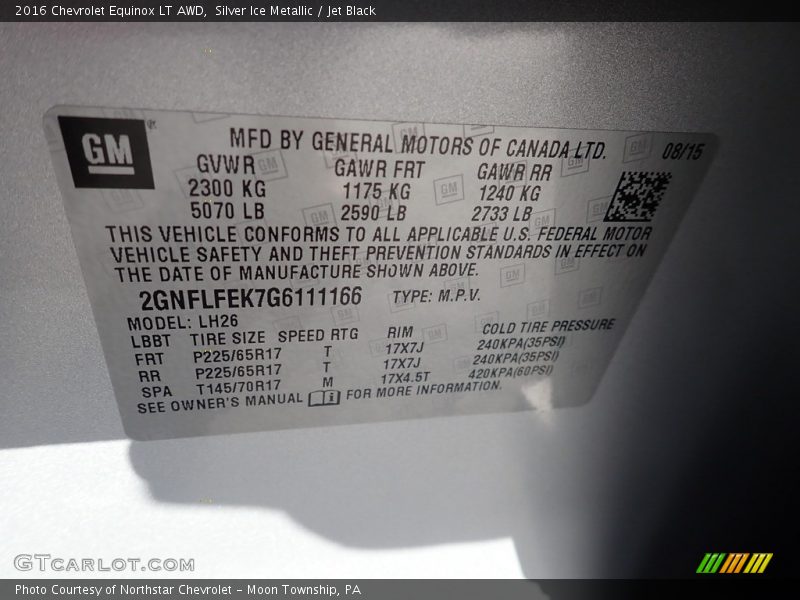 2016 Chevrolet Equinox LT AWD, Silver Ice Metallic / Jet Black
GM
MFD BY GENERAL MOTORS OF CANADA LTD. 08/15
GVWR GAWR FRT GAWR RR
2300 KG 1175 KG 1240 KG
5070 LB 2590 LB 2733 LB
THIS VEHICLE CONFORMS TO ALL APPLICABLE U.S. FEDERAL MOTOR
VEHICLE SAFETY AND THEFT PREVENTION STANDARDS IN EFFECT ON
THE DATE OF MANUFACTURE SHOWN ABOVE.
2GNFLFEK7G6111166 TYPE: M.P.V.
MODEL: LH26
LBBT TIRE SIZE SPEED RTG RIM COLD TIRE PRESSURE
FRT P225/65R17 T 17X7J 240KPA(35PSI)
RR P225/65R17 T 17X7J 240KPA(35PSI)
SPA T145/70R17 M 17X4.5T 420KPA(60PSI)
SEE OWNER'S MANUAL FOR MORE INFORMATION.
GTCARLOT.COM
Photo Courtesy of Northstar Chevrolet – Moon Township, PA